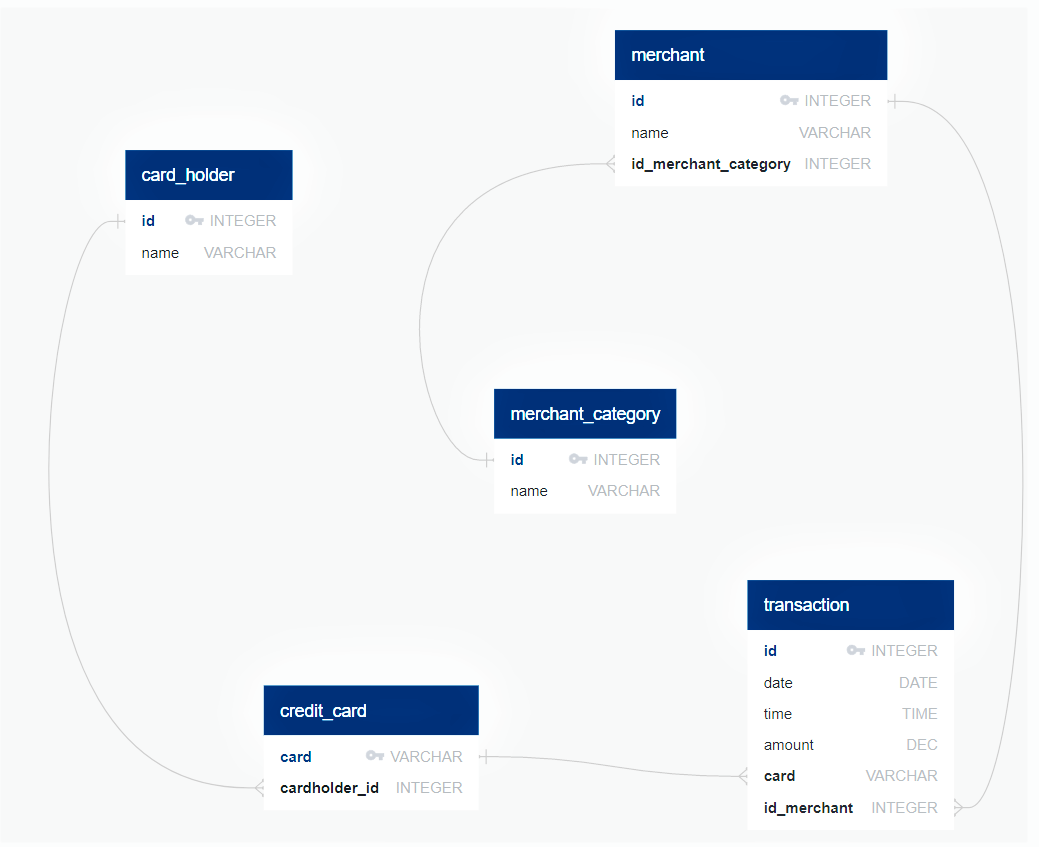 merchant
id INTEGER
name VARCHAR
id_merchant_category INTEGER
card_holder
id INTEGER
name VARCHAR
merchant_category
id INTEGER
name VARCHAR
transaction
id INTEGER
date DATE
time TIME
amount DEC
card VARCHAR
id_merchant INTEGER
credit_card
card VARCHAR
cardholder_id INTEGER